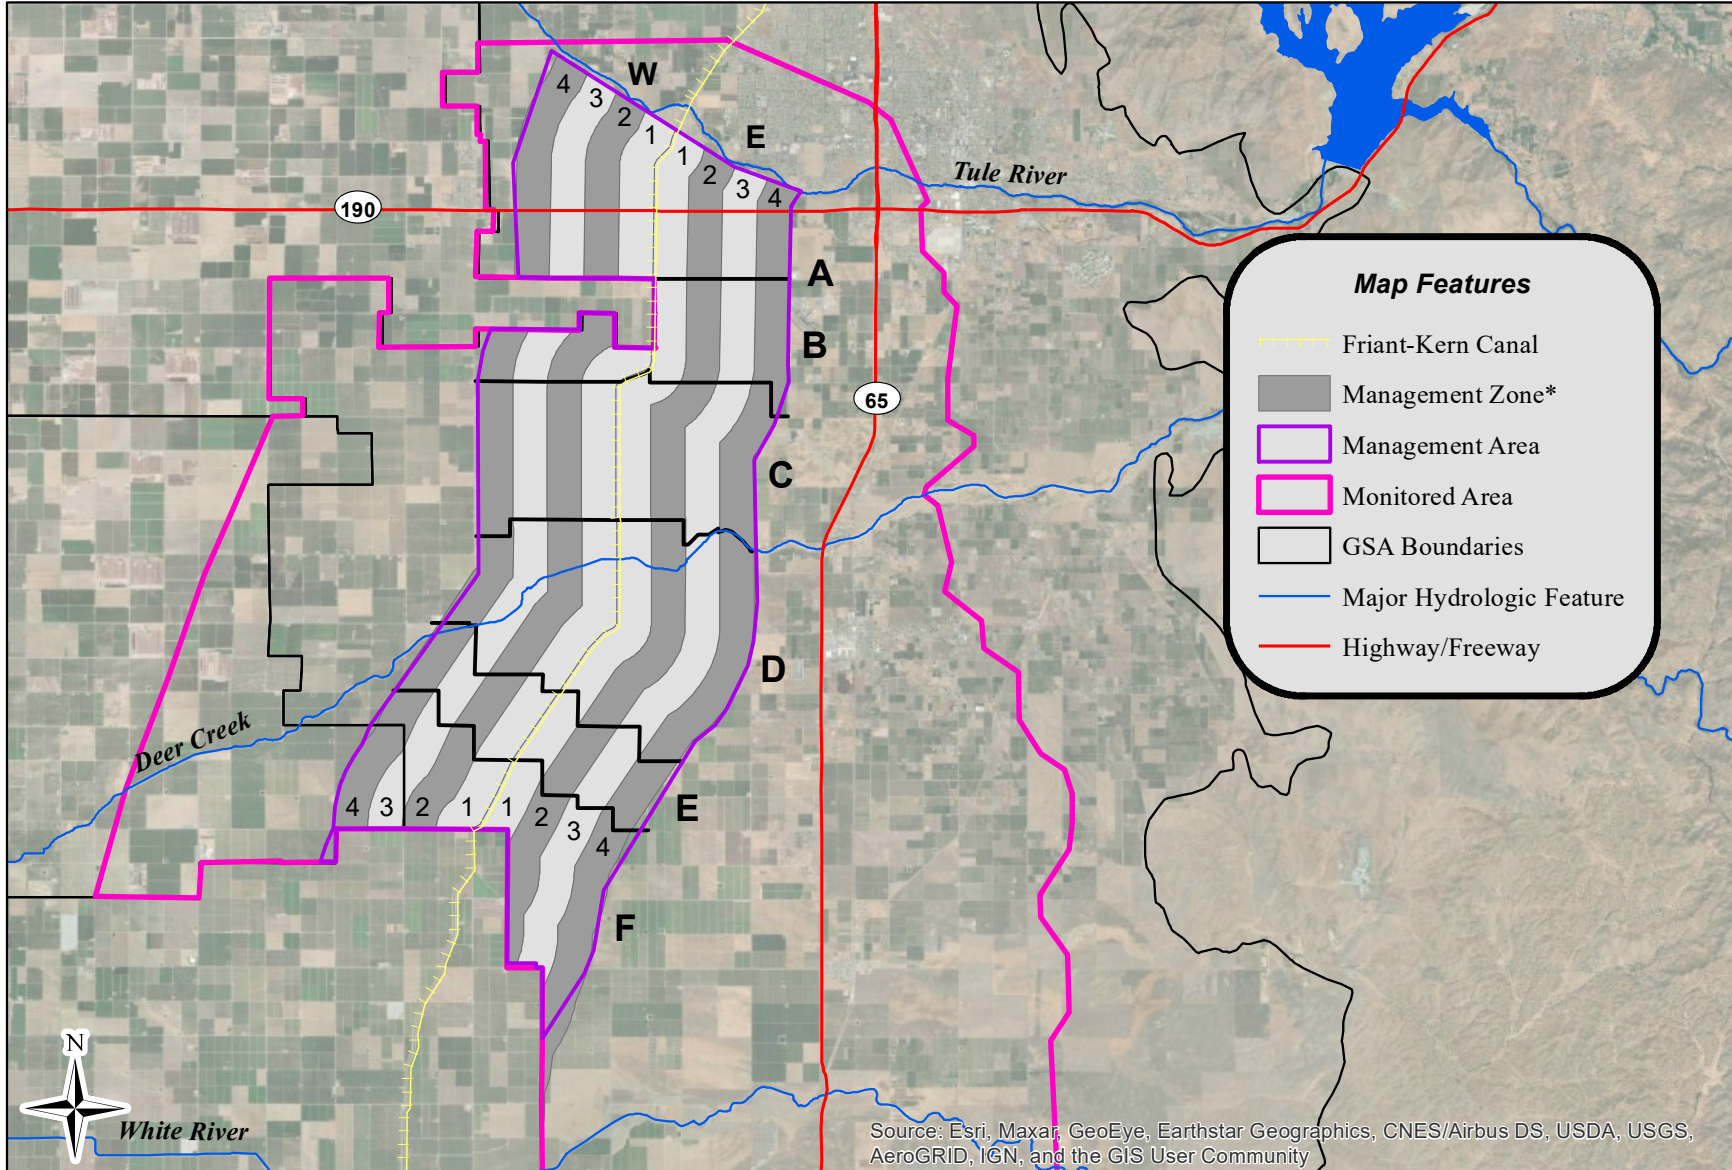 W
4
3
2
1
E
1
2
3
4
Tule River
190
A
B
65
C
D
Deer Creek
4
3
2
1
1
2
3
4
E
F
N
White River
Map Features
Friant-Kern Canal
Management Zone*
Management Area
Monitored Area
GSA Boundaries
Major Hydrologic Feature
Highway/Freeway
Source: Esri, Maxar, GeoEye, Earthstar Geographics, CNES/Airbus DS, USDA, USGS,
AeroGRID, IGN, and the GIS User Community